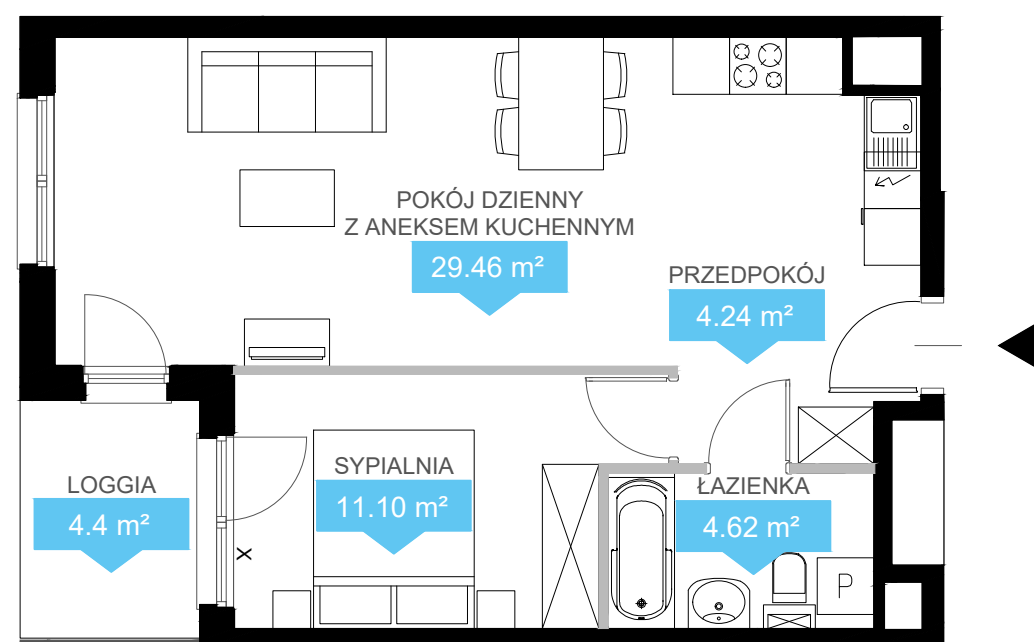 POKÓJ DZIENNY
Z ANEKSEM KUCHENNYM
29.46 m²
PRZEDPOKÓJ
4.24 m²
LOGGIA
4.4 m²
SYPIALNIA
11.10 m²
ŁAZIENKA
4.62 m²
X
P